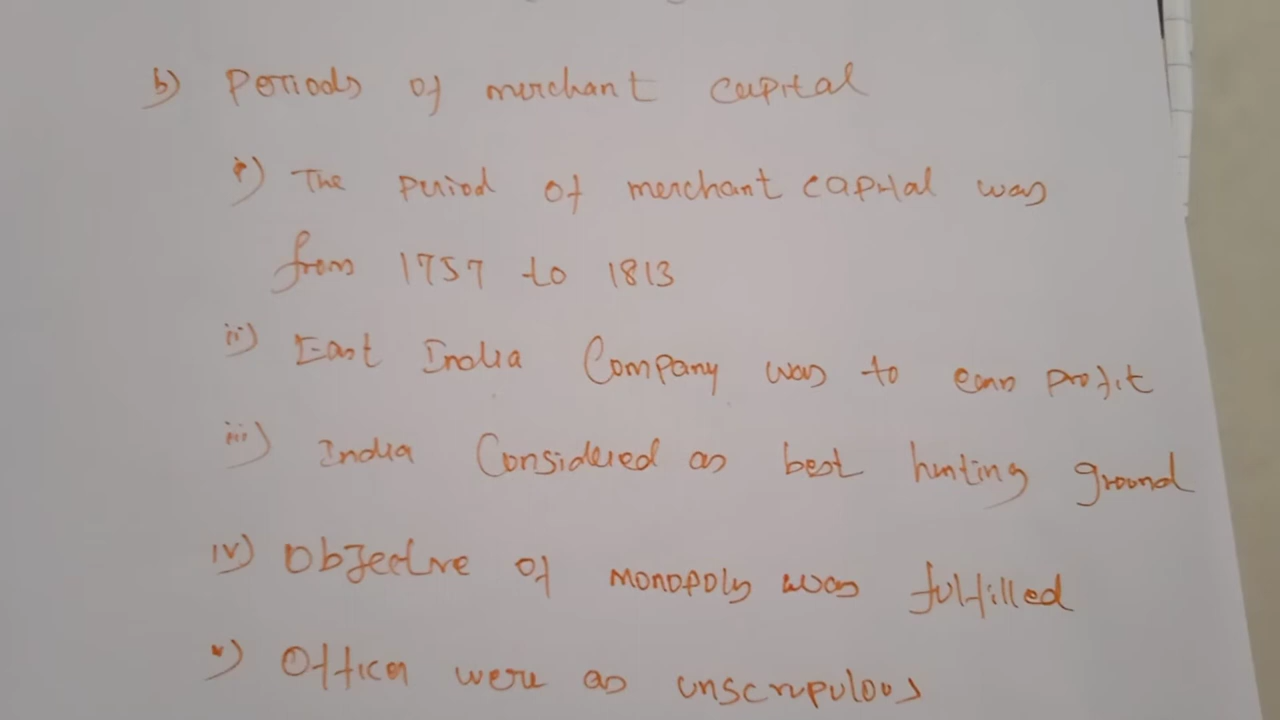 b) Periods of merchant capital
i) The period of merchant capital was
from 1757 to 1813
ii) East India Company was to earn profit
iii) India Considered as best hunting ground
iv) Objective of monopoly was fulfilled
v) Officer were as unscrupulous